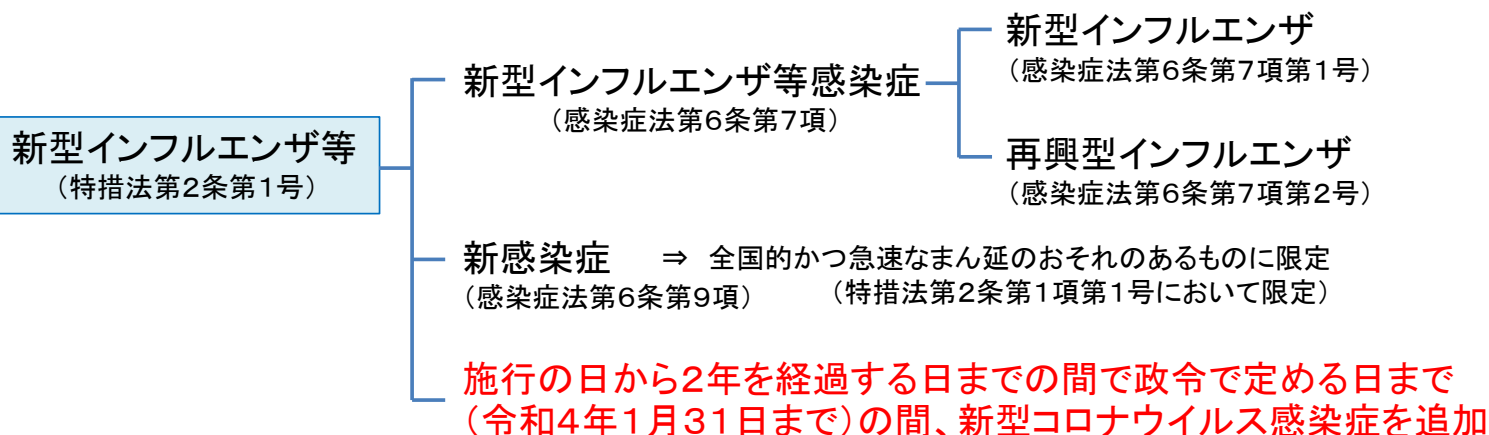 新型インフルエンザ等
（特措法第２条第１号）
新型インフルエンザ等感染症
（感染症法第６条第７項）
新型インフルエンザ
（感染症法第６条第７項第１号）
再興型インフルエンザ
（感染症法第６条第７項第２号）
新感染症 ⇒ 全国的かつ急速なまん延のおそれのあるものに限定
（感染症法第６条第９項） （特措法第２条第１項第１号において限定）
施行の日から２年を経過する日までの間で政令で定める日まで
（令和４年１月３１日まで）の間、新型コロナウイルス感染症を追加